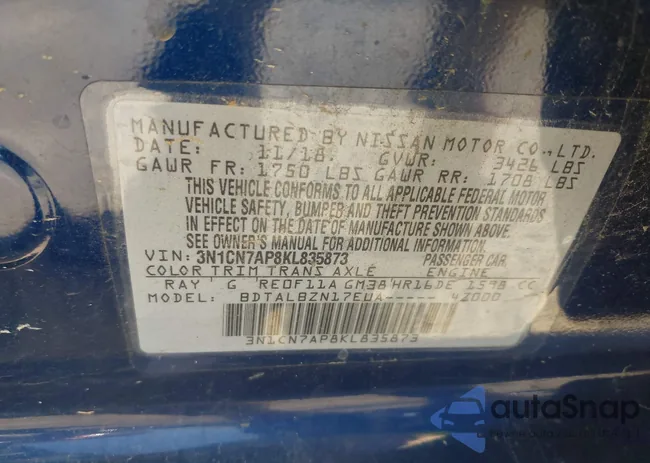 MANUFACTURED BY NISSAN MOTOR CO., LTD.
DATE: 11/18 GVWR: 3426 LBS
GAWR FR: 1750 LBS GAWR RR: 1708 LBS
THIS VEHICLE CONFORMS TO ALL APPLICABLE FEDERAL MOTOR
VEHICLE SAFETY, BUMPER AND THEFT PREVENTION STANDARDS
IN EFFECT ON THE DATE OF MANUFACTURE SHOWN ABOVE.
SEE OWNER'S MANUAL FOR ADDITIONAL INFORMATION.
VIN: 3N1CN7AP8KL835873 PASSENGER CAR
COLOR TRIM TRANS AXLE ENGINE
RAY G RE0F11A GM38 HR16DE 1598 CC
MODEL: BDTALBZN17EUA----- 42000
3N1CN7AP8KL835873
autoSnap